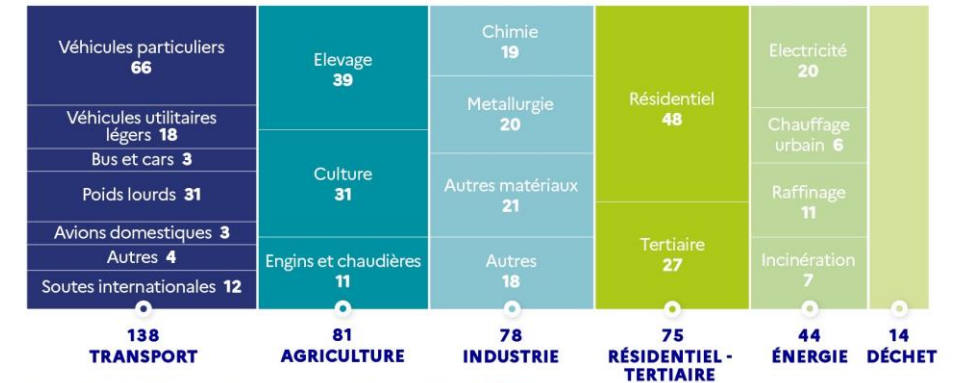 Véhicules particuliers
66
Véhicules utilitaires
légers 18
Bus et cars 3
Poids lourds 31
Avions domestiques 3
Autres 4
Soutes internationales 12
138
TRANSPORT
Elevage
39
Culture
31
Engins et chaudières
11
81
AGRICULTURE
Chimie
19
Metallurgie
20
Autres matériaux
21
Autres
18
78
INDUSTRIE
Résidentiel
48
Tertiaire
27
75
RÉSIDENTIEL -
TERTIAIRE
Electricité
20
Chauffage
urbain 6
Raffinage
11
Incinération
7
44
ÉNERGIE
14
DÉCHET